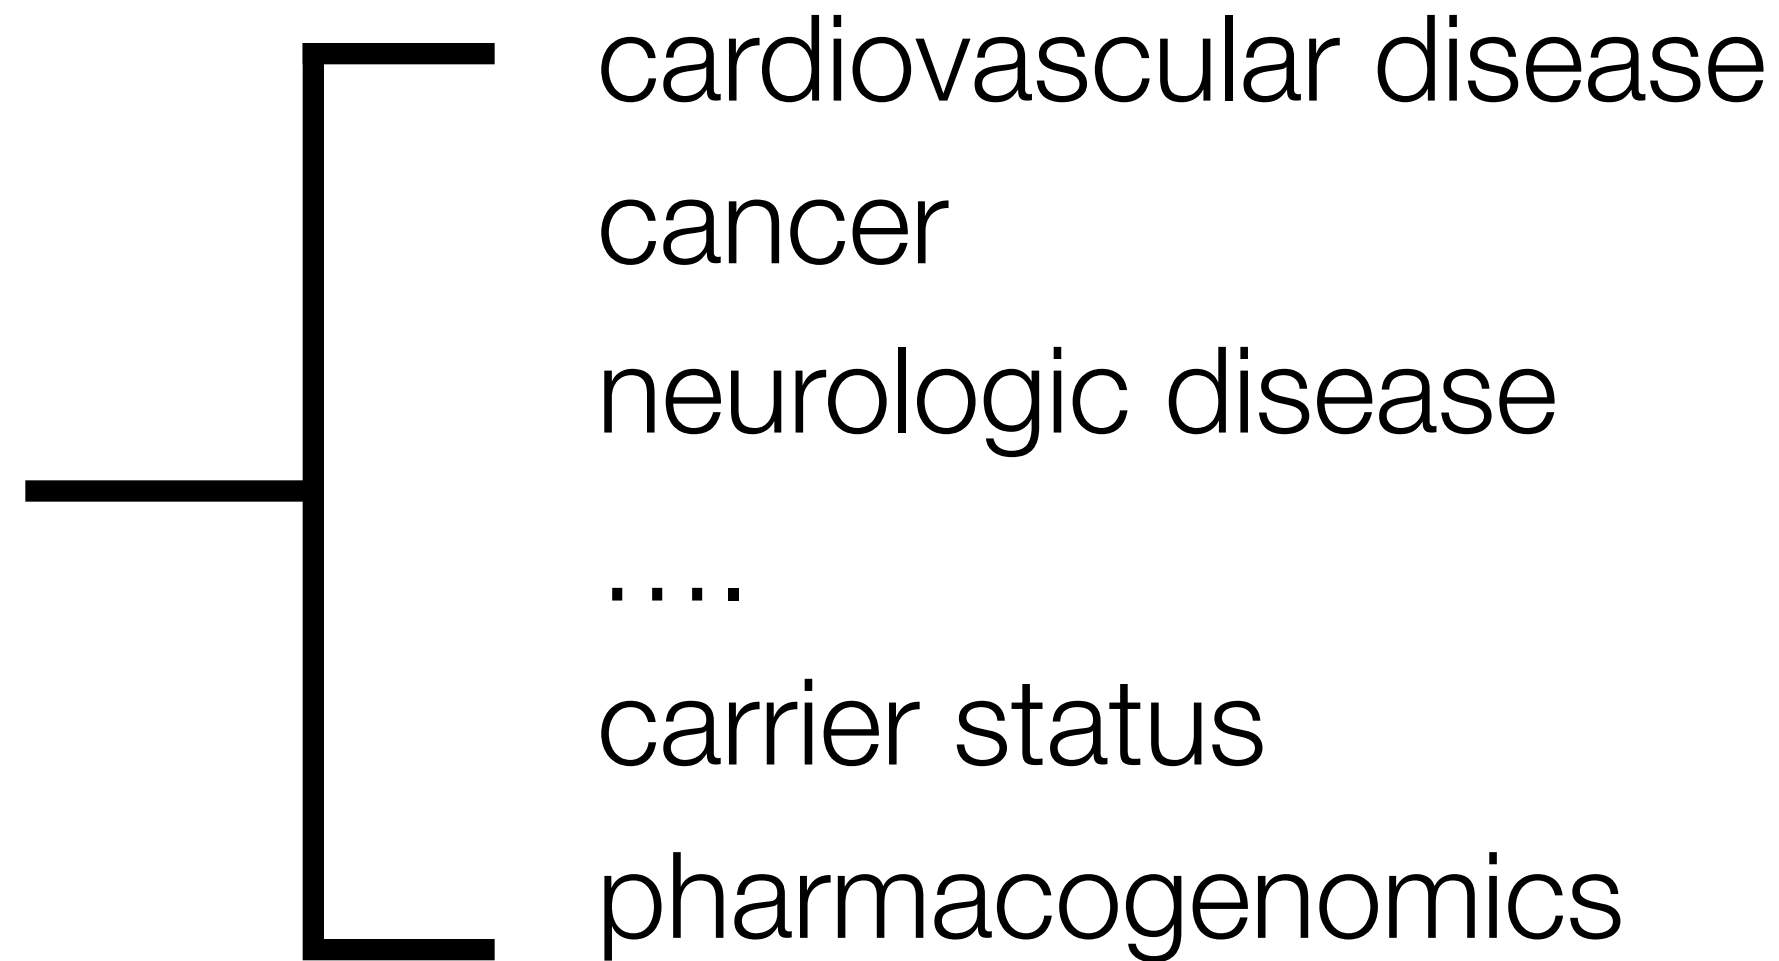 cardiovascular disease
cancer
neurologic disease
....
carrier status
pharmacogenomics